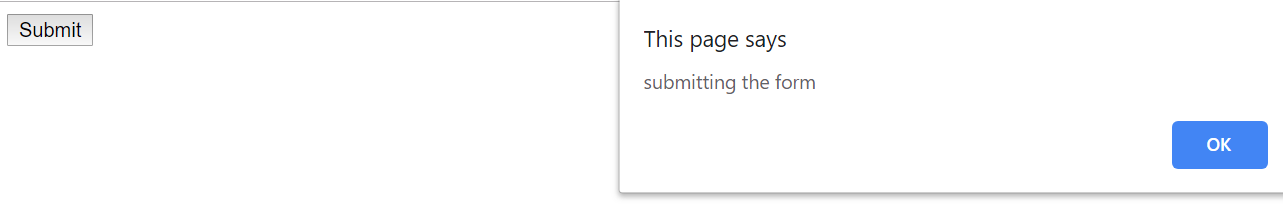 Submit
This page says
submitting the form
OK